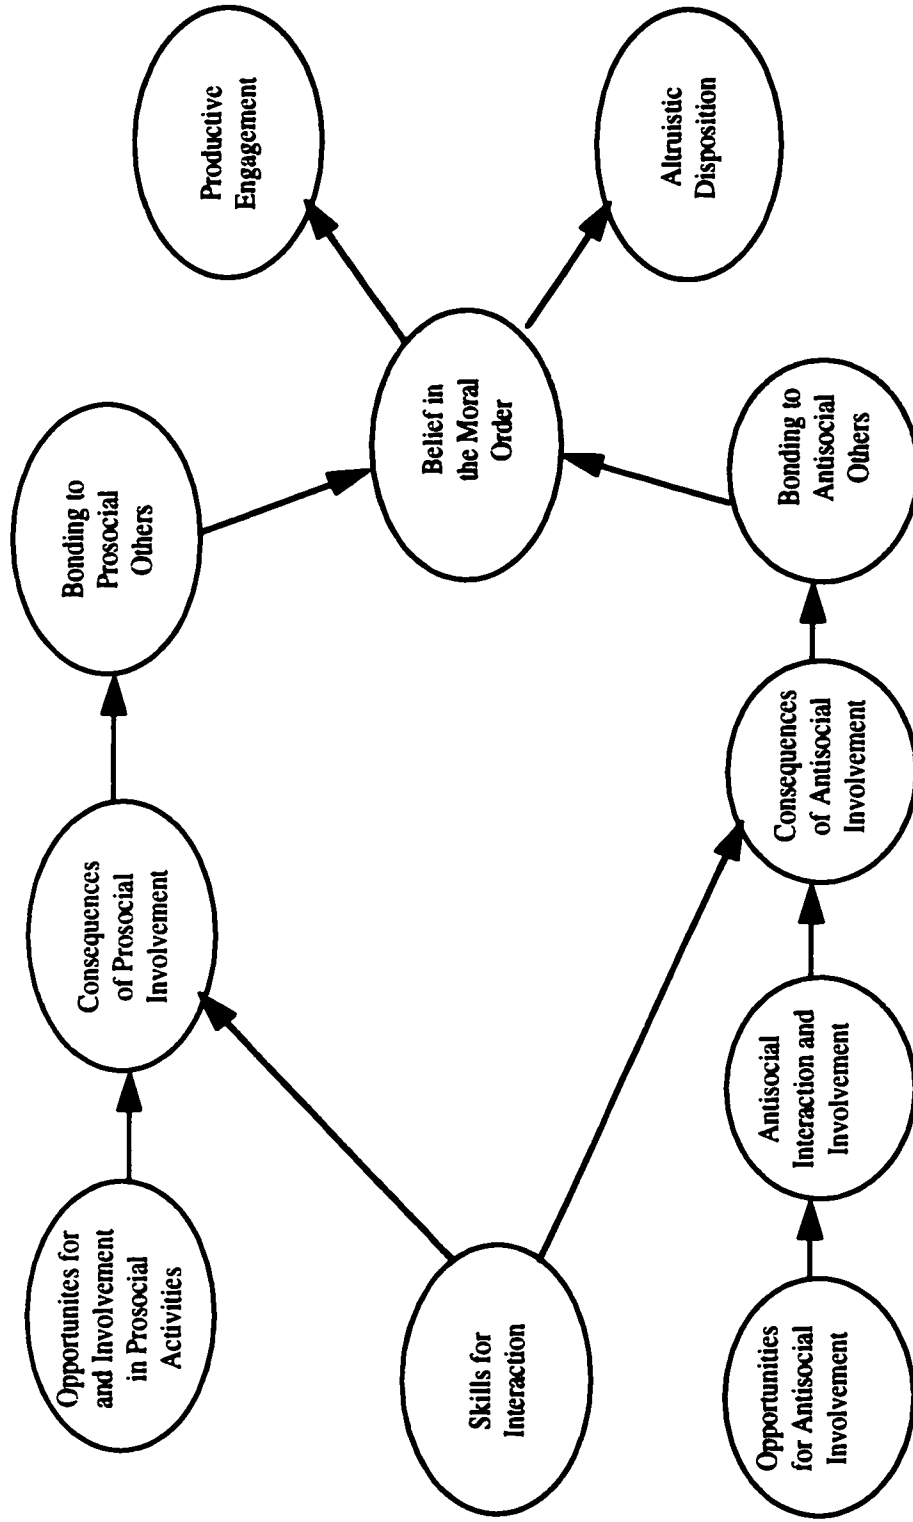 Opportunites for
and Involvement
in Prosocial
Activities
Consequences
of Prosocial
Involvement
Bonding to
Prosocial
Others
Productive
Engagement
Skills for
Interaction
Belief in
the Moral
Order
Altruistic
Disposition
Opportunities
for Antisocial
Involvement
Antisocial
Interaction and
Involvement
Consequences
of Antisocial
Involvement
Bonding to
Antisocial
Others